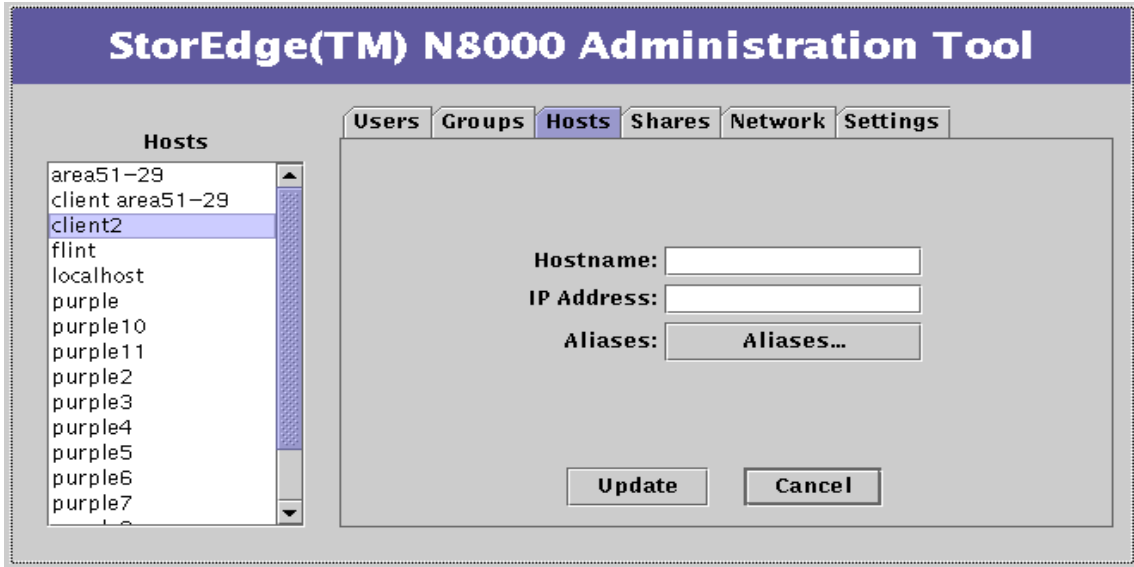 StorEdge(TM) N8000 Administration Tool
Users Groups Hosts Shares Network Settings
Hosts
area51-29
client area51-29
client2
flint
localhost
purple
purple10
purple11
purple2
purple3
purple4
purple5
purple6
purple7
Hostname:
IP Address:
Aliases: Aliases...
Update Cancel